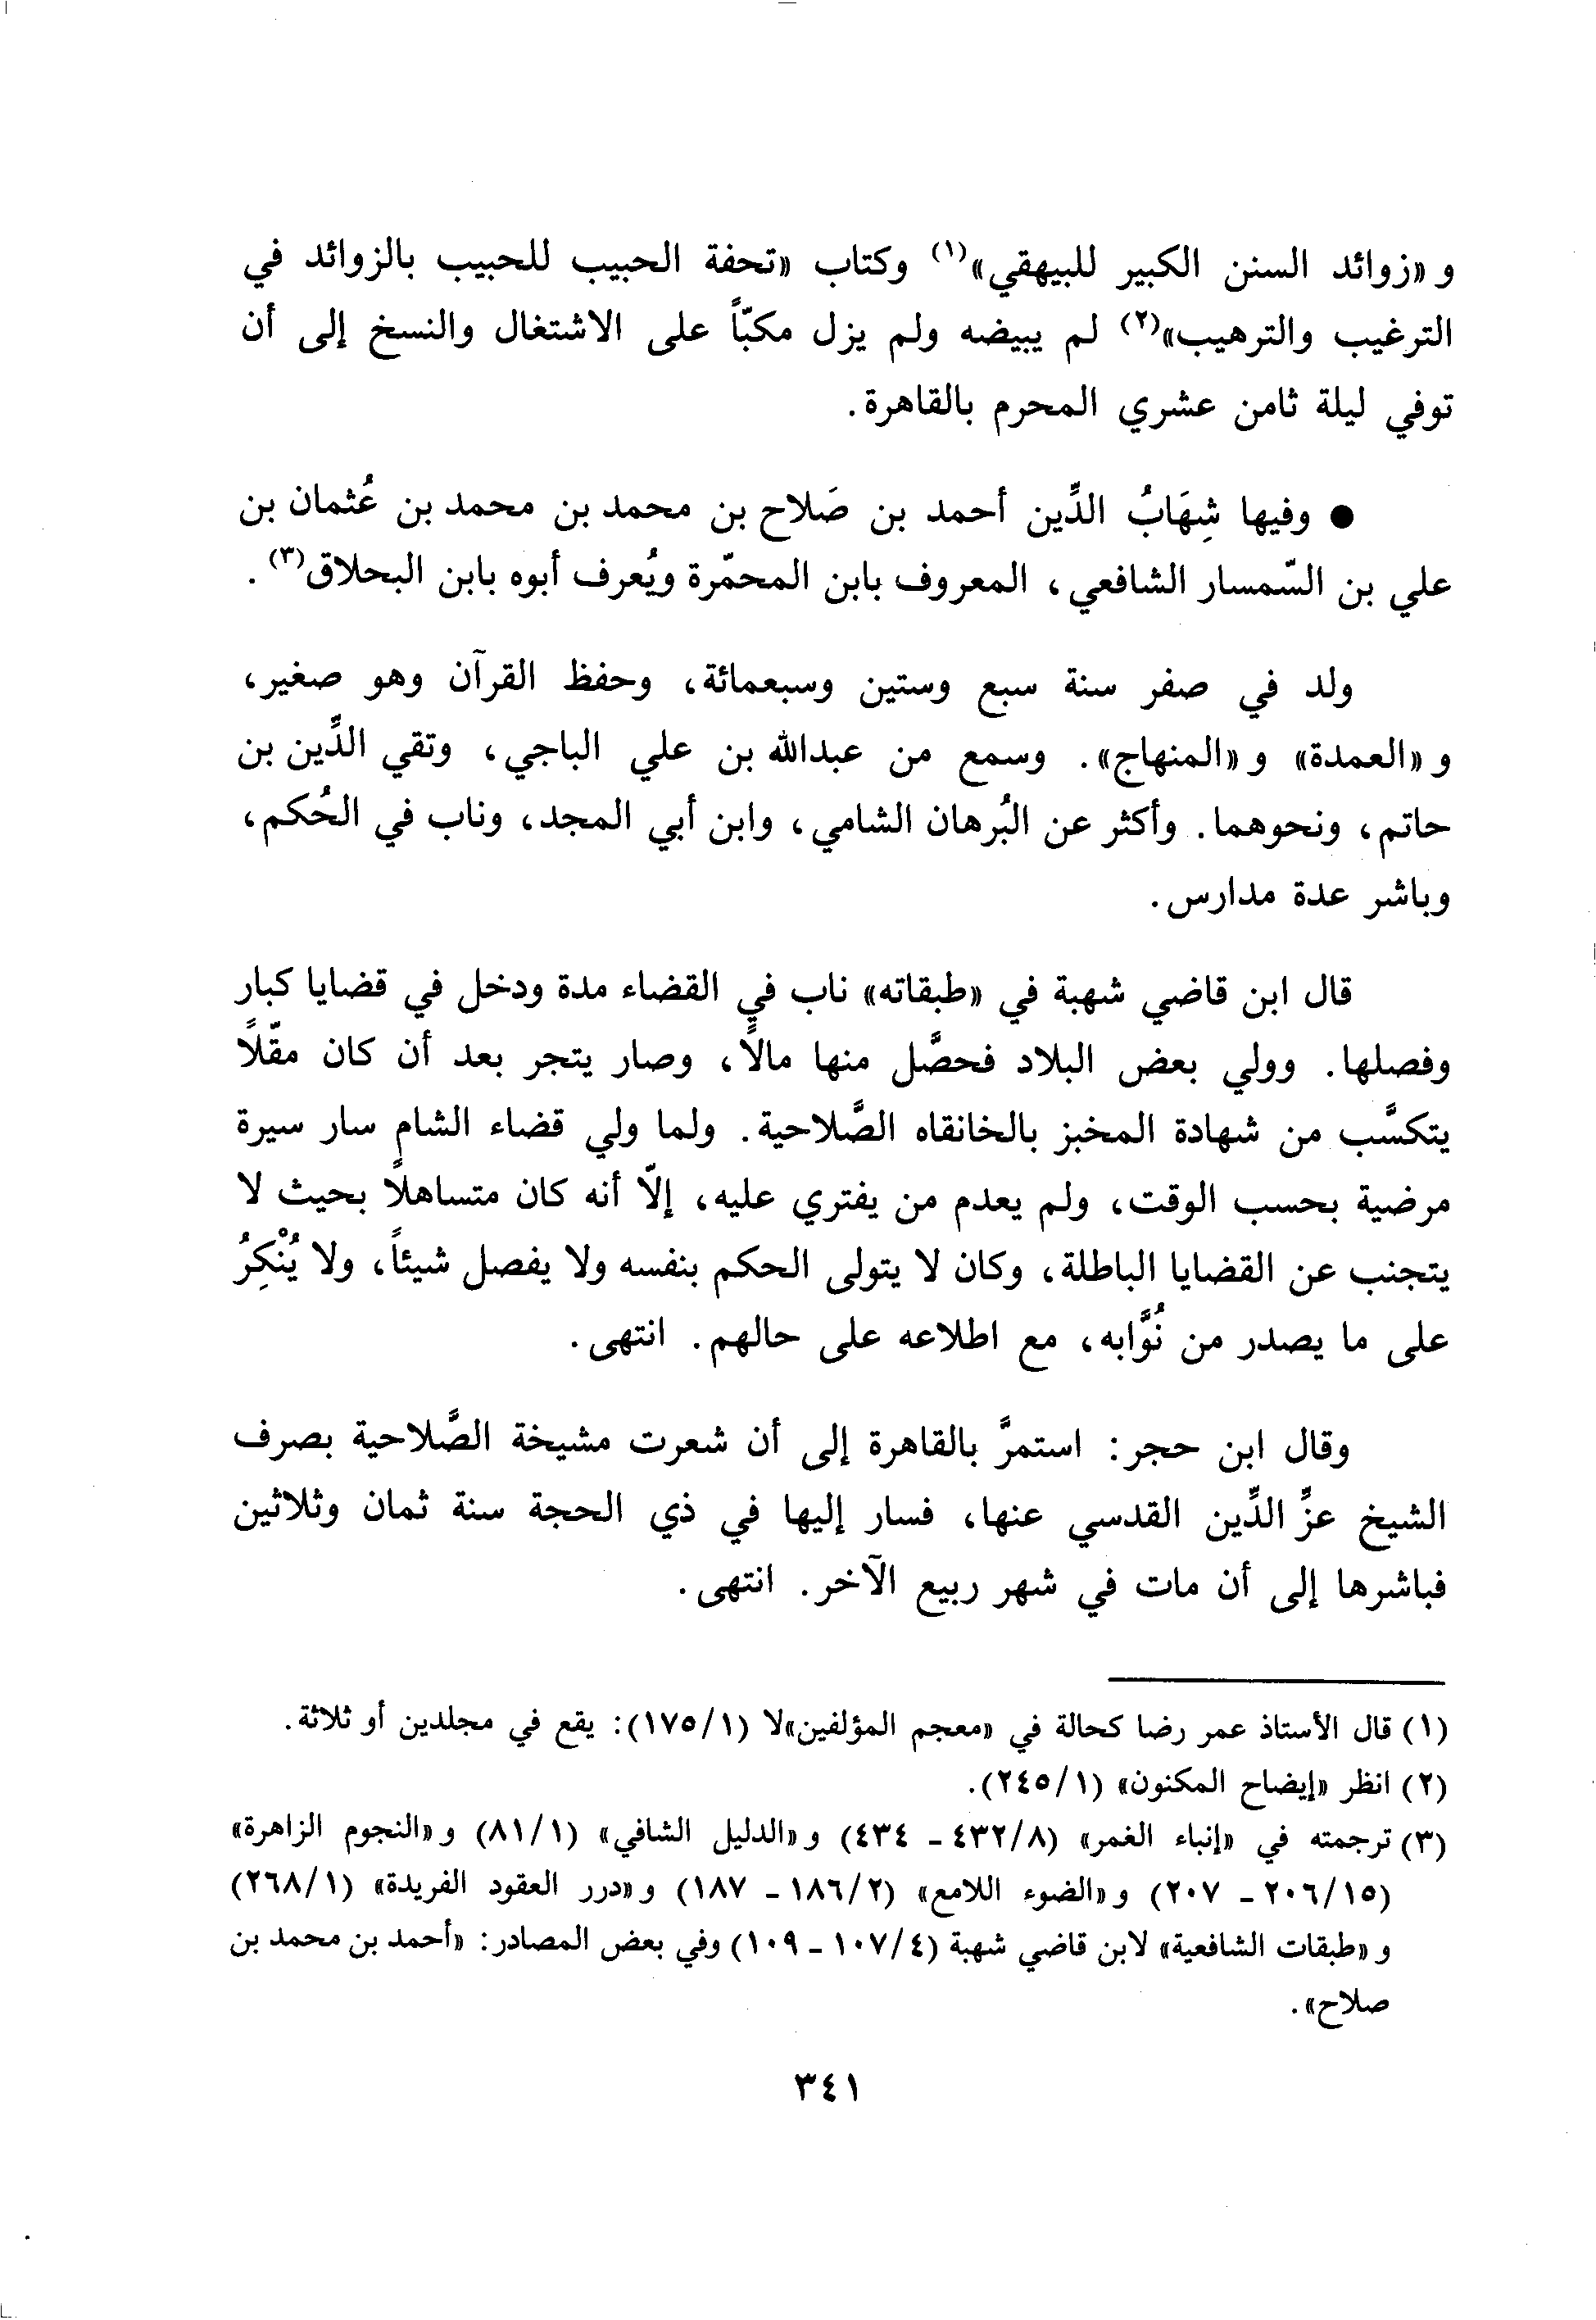 و «زوائد السنن الكبير للبيهقي»(١) وكتاب «تحفة الحبيب للحبيب بالزوائد في
الترغيب والترهيب»(٢) لم يبيضه ولم يزل مكبّاً على الاشتغال والنسخ إلى أن
توفي ليلة ثامن عشري المحرم بالقاهرة.
● وفيها شِهَابُ الدِّين أحمد بن صَلاح بن محمد بن محمد بن عُثمان بن
علي بن السّمسار الشافعي، المعروف بابن المحمّرة ويُعرف أبوه بابن البحلاق(٣).
ولد في صفر سنة سبع وستين وسبعمائة، وحفظ القرآن وهو صغير،
و «العمدة» و «المنهاج». وسمع من عبدالله بن علي الباجي، وتقي الدِّين بن
حاتم، ونحوهما. وأكثر عن البُرهان الشامي، وابن أبي المجد، وناب في الحُكم،
وباشر عدة مدارس.
قال ابن قاضي شهبة في «طبقاته» ناب في القضاء مدة ودخل في قضايا كبار
وفصلها. وولي بعض البلاد فحصَّل منها مالاً، وصار يتجر بعد أن كان مقّلاً
يتكسَّب من شهادة المخبز بالخانقاه الصَّلاحية. ولما ولي قضاء الشام سار سيرة
مرضية بحسب الوقت، ولم يعدم من يفتري عليه، إلّا أنه كان متساهلاً بحيث لا
يتجنب عن القضايا الباطلة، وكان لا يتولى الحكم بنفسه ولا يفصل شيئاً، ولا يُنْكِرُ
على ما يصدر من نُوَّابه، مع اطلاعه على حالهم. انتهى.
وقال ابن حجر: استمرَّ بالقاهرة إلى أن شعرت مشيخة الصَّلاحية بصرف
الشيخ عزِّ الدِّين القدسي عنها، فسار إليها في ذي الحجة سنة ثمان وثلاثين
فباشرها إلى أن مات في شهر ربيع الآخر. انتهى.
(١) قال الأستاذ عمر رضا كحالة في «معجم المؤلفين»لا (١٧٥/١): يقع في مجلدين أو ثلاثة.
(٢) انظر «إيضاح المكنون» (٢٤٥/١).
(٣) ترجمته في «إنباء الغمر» (٤٣٢/٨ - ٤٣٤) و «الدليل الشافي» (٨١/١) و «النجوم الزاهرة»
(٢٠٦/١٥ - ٢٠٧) و «الضوء اللامع» (١٨٦/٢ - ١٨٧) و «درر العقود الفريدة» (٢٦٨/١)
و «طبقات الشافعية» لابن قاضي شهبة (١٠٧/٤ - ١٠٩) وفي بعض المصادر: «أحمد بن محمد بن
صلاح».
٣٤١